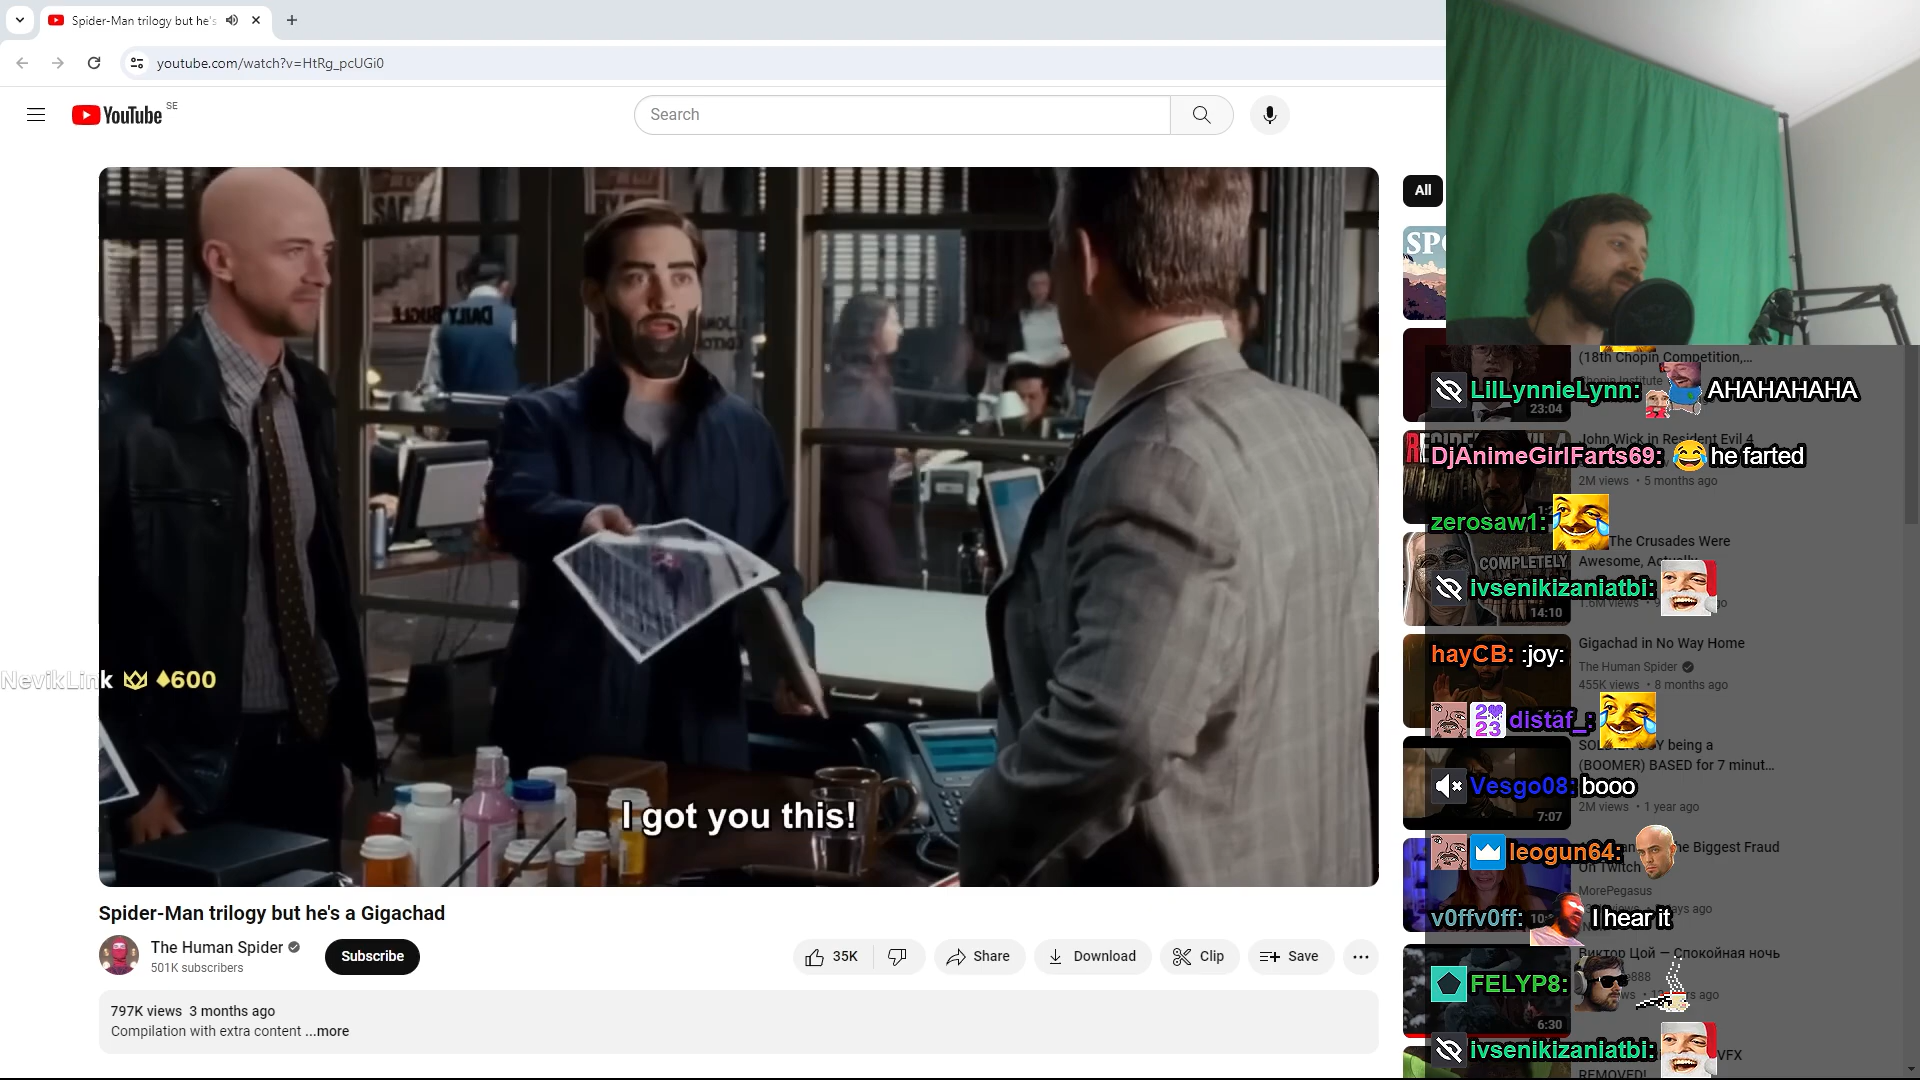 Spider-Man trilogy but he's
youtube.com/watch?v=HtRg_pcUGi0
YouTube SE
Search
All
DAILY BUGLE
I got you this!
NevikLink 600
Spider-Man trilogy but he's a Gigachad
The Human Spider
501K subscribers
Subscribe
35K
Share
Download
Clip
Save
797K views 3 months ago
Compilation with extra content ...more
(18th Chopin Competition,...
LilLynnieLynn: AHAHAHAHA
23:04
John Wick in Resident Evil 4
DjAnimeGirlFarts69: he farted
2M views • 5 months ago
zerosaw1:
The Crusades Were
Awesome, Actually
COMPLETELY
ivsenikizaniatbi:
14:10
Gigachad in No Way Home
hayCB: :joy:
The Human Spider
455K views • 8 months ago
2023 distaf_:
being a
(BOOMER) BASED for 7 minut...
Vesgo08: booo
2M views • 1 year ago
7:07
leogun64:
Biggest Fraud
On Twitch
MorePegasus
v0ffv0ff: I hear it
Виктор Цой — Спокойная ночь
FELYP8:
6:30
ivsenikizaniatbi:
VFX
REMOVED!